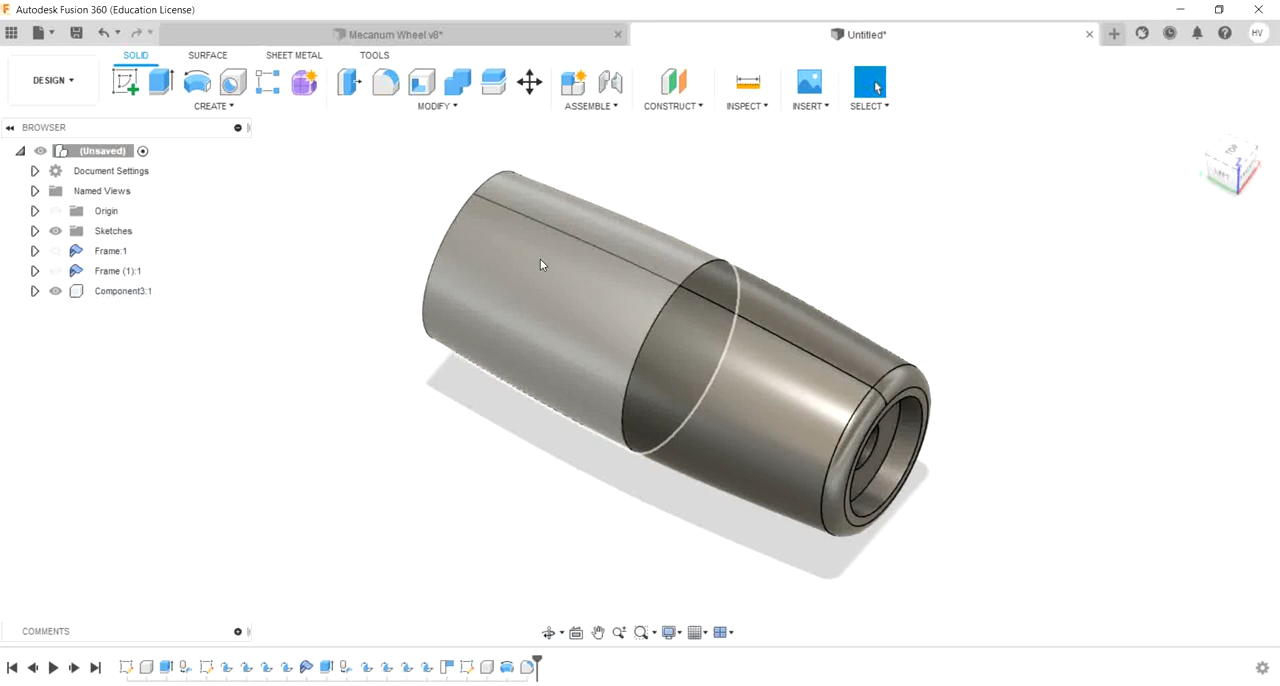 Autodesk Fusion 360 (Education License)
Mecanum Wheel v8*
Untitled*
HV
DESIGN
SOLID SURFACE SHEET METAL TOOLS
CREATE MODIFY ASSEMBLE CONSTRUCT INSPECT INSERT SELECT
BROWSER
(Unsaved)
Document Settings
Named Views
Origin
Sketches
Frame:1
Frame (1):1
Component3:1
TOP
Z
COMMENTS